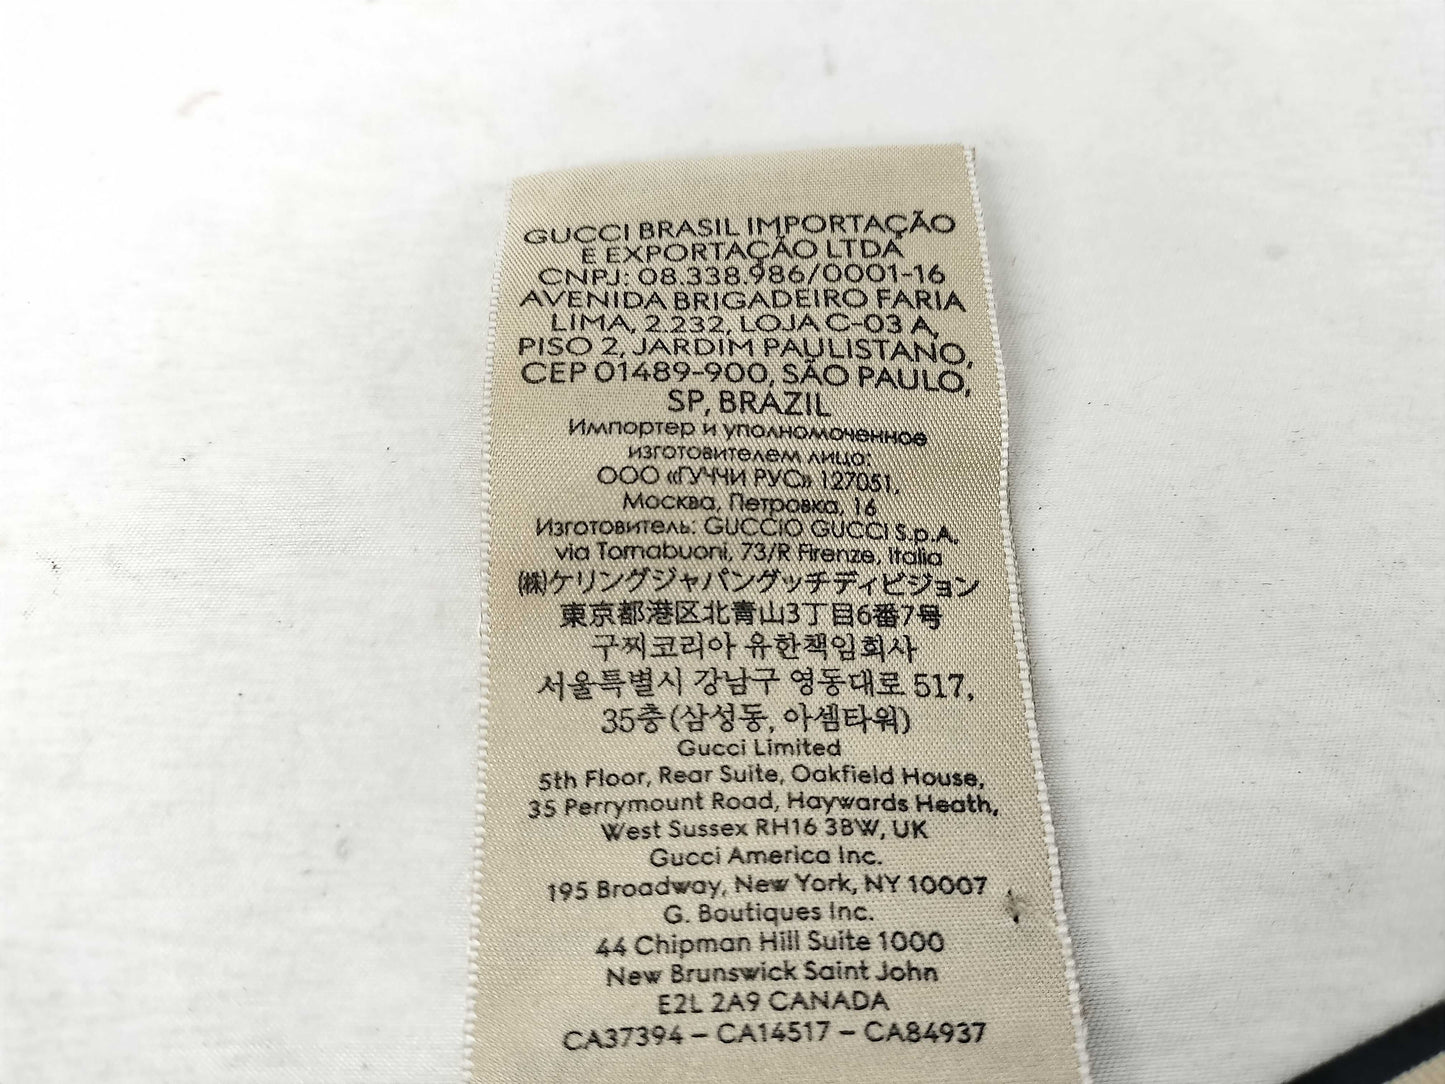 GUCCI BRASIL IMPORTAÇÃO
E EXPORTAÇÃO LTDA
CNPJ: 08.338.986/0001-16
AVENIDA BRIGADEIRO FARIA
LIMA, 2.232, LOJA C-03 A,
PISO 2, JARDIM PAULISTANO,
CEP 01489-900, SÃO PAULO,
SP, BRAZIL
Импортер и уполномоченное
изготовителем лицо:
ООО «ГУЧЧИ РУС» 127051,
Москва, Петровка, 16
Изготовитель: GUCCIO GUCCI S.p.A.
via Tornabuoni, 73/R Firenze, Italia
㈱ケリングジャパングッチディビジョン
東京都港区北青山3丁目6番7号
구찌코리아 유한책임회사
서울특별시 강남구 영동대로 517,
35층(삼성동, 아셈타워)
Gucci Limited
5th Floor, Rear Suite, Oakfield House,
35 Perrymount Road, Haywards Heath,
West Sussex RH16 3BW, UK
Gucci America Inc.
195 Broadway, New York, NY 10007
G. Boutiques Inc.
44 Chipman Hill Suite 1000
New Brunswick Saint John
E2L 2A9 CANADA
CA37394 – CA14517 – CA84937